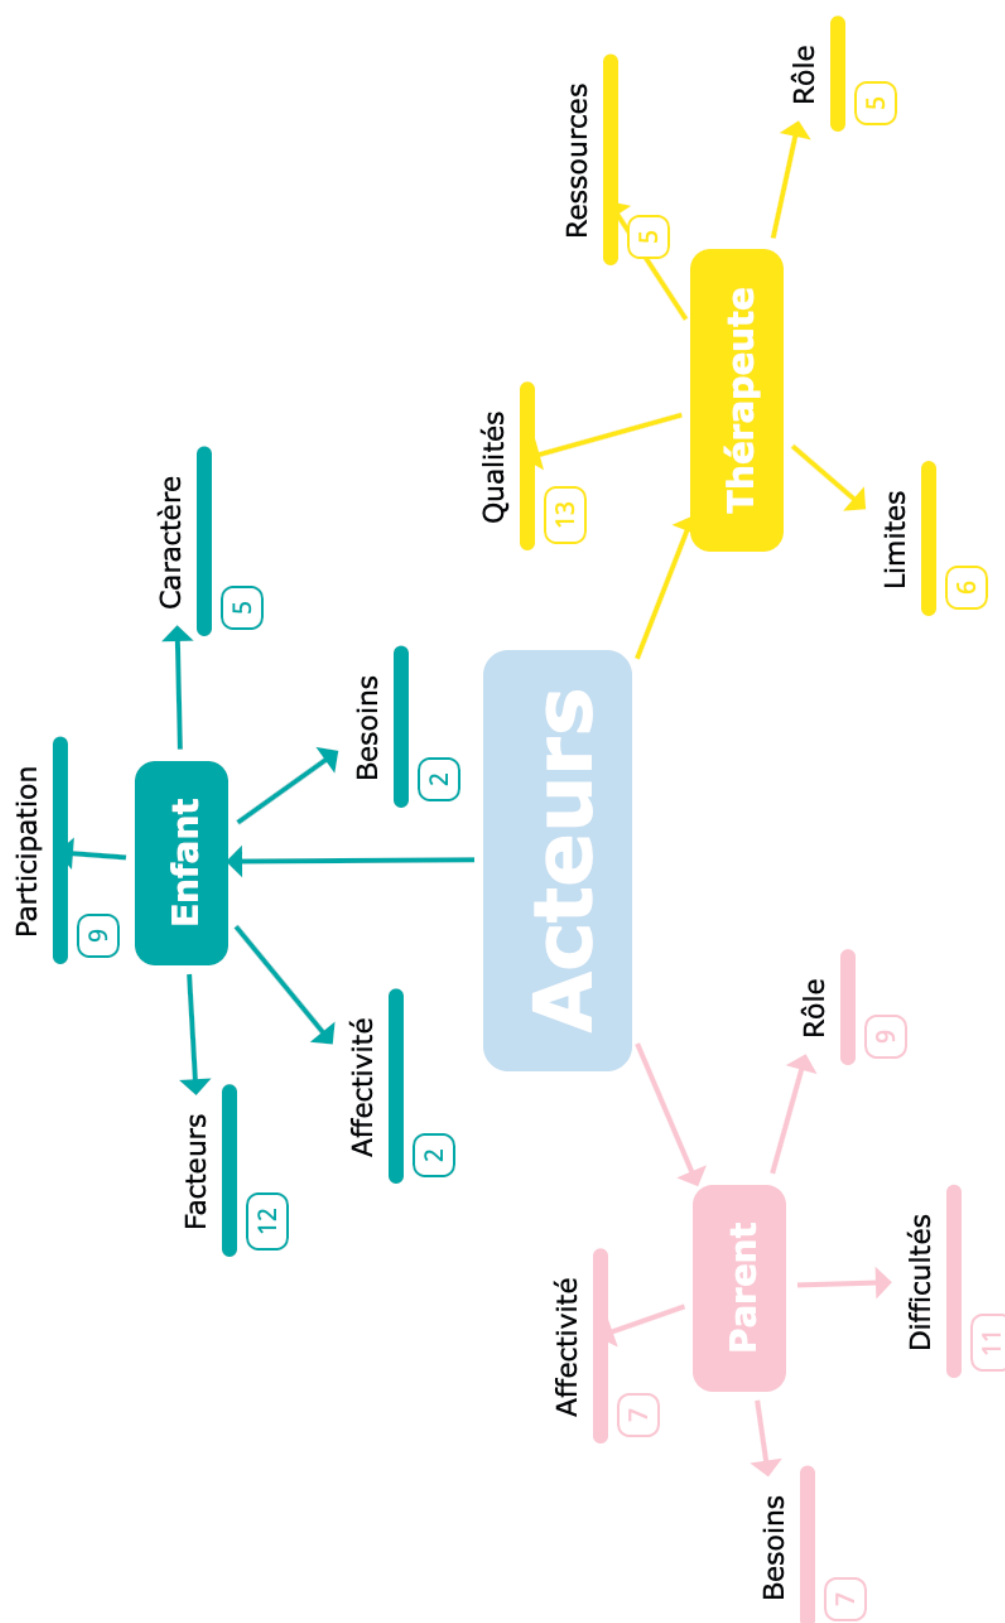 Participation
9
Enfant
Facteurs
12
Caractère
5
Affectivité
2
Besoins
2
Acteurs
Qualités
13
Ressources
5
Thérapeute
Rôle
5
Limites
6
Affectivité
7
Parent
Besoins
7
Rôle
9
Difficultés
11